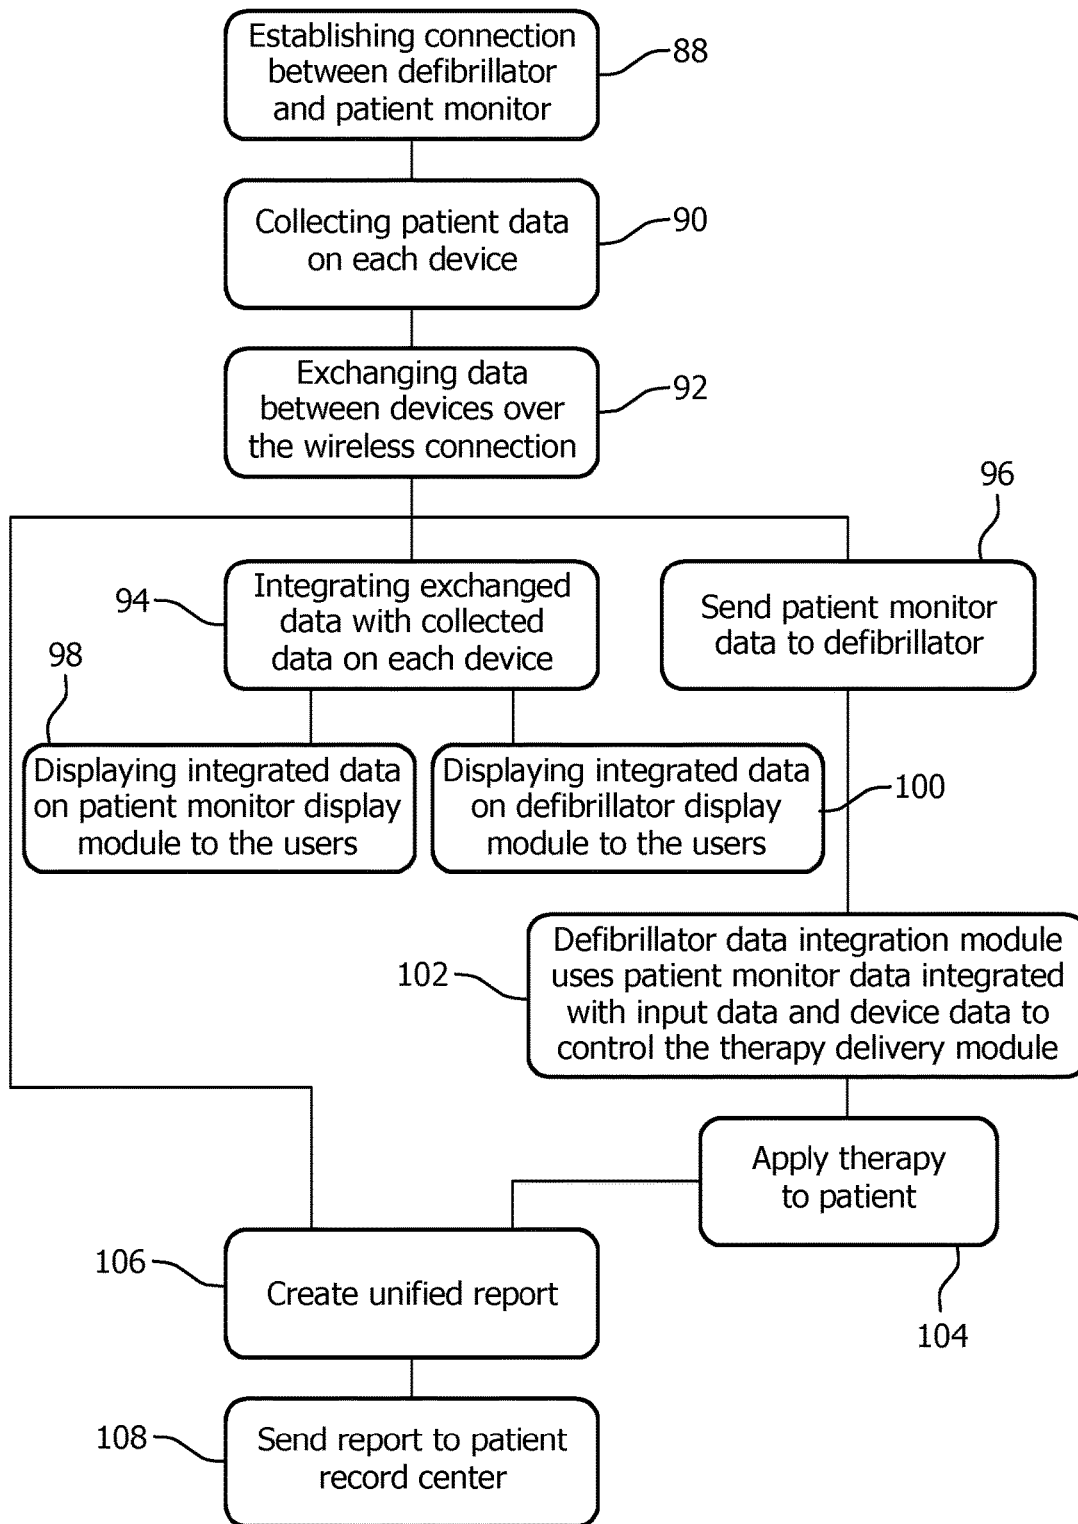 Establishing connection
between defibrillator
and patient monitor
88
Collecting patient data
on each device
90
Exchanging data
between devices over
the wireless connection
92
96
94
Integrating exchanged
data with collected
data on each device
Send patient monitor
data to defibrillator
98
Displaying integrated data
on patient monitor display
module to the users
Displaying integrated data
on defibrillator display
module to the users
100
102
Defibrillator data integration module
uses patient monitor data integrated
with input data and device data to
control the therapy delivery module
Apply therapy
to patient
104
106
Create unified report
108
Send report to patient
record center